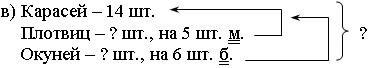 в) Карасей – 14 шт.
Плотвиц – ? шт., на 5 шт. м.
Окуней – ? шт., на 6 шт. б.
?